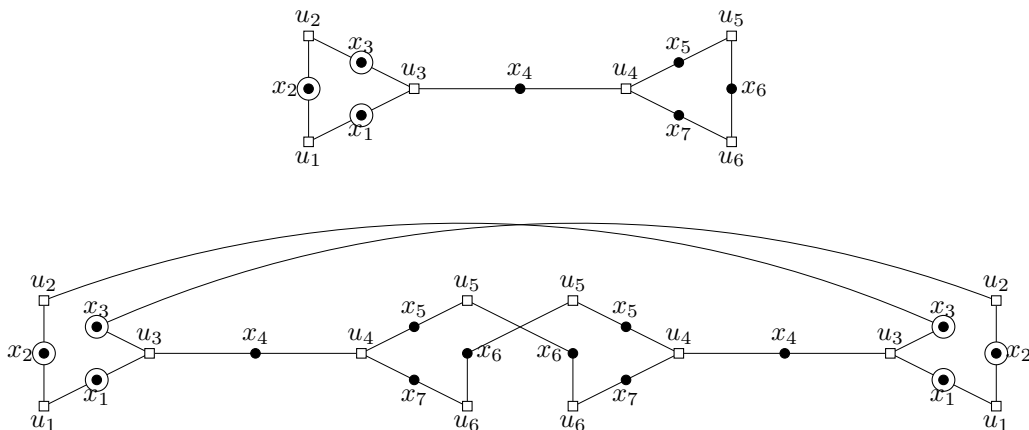 u₂ u₅
x₃ x₅
x₂ u₃ x₄ u₄ x₆
x₁ x₇
u₁ u₆
u₂ u₅ u₅ u₂
x₃ x₅ x₅ x₃
x₂ u₃ x₄ u₄ x₆ x₆ u₄ x₄ u₃ x₂
x₁ x₇ x₇ x₁
u₁ u₆ u₆ u₁